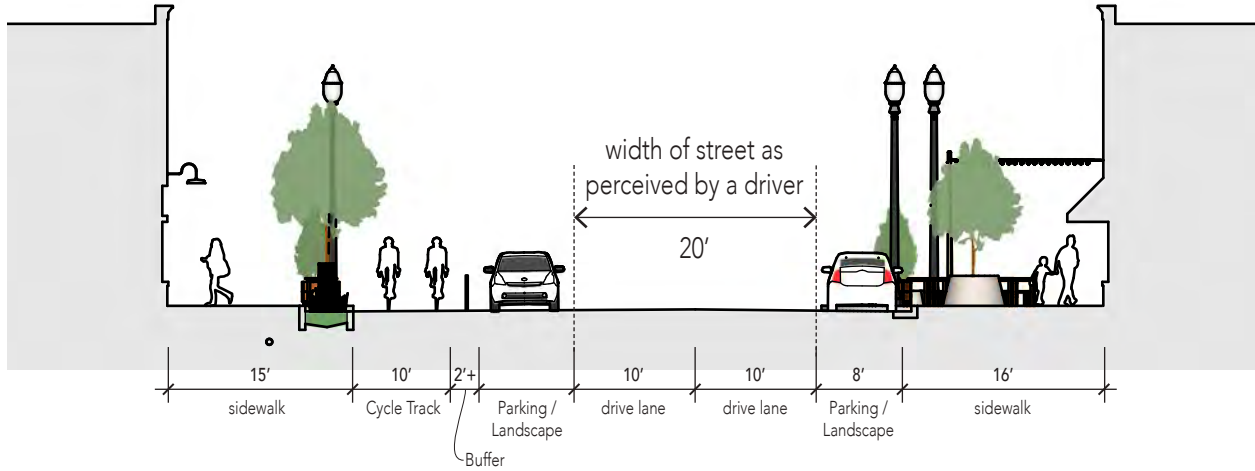 width of street as
perceived by a driver
20′
15′
10′
2′+
10′
10′
8′
16′
sidewalk
Cycle Track
Parking /
Landscape
drive lane
drive lane
Parking /
Landscape
sidewalk
Buffer